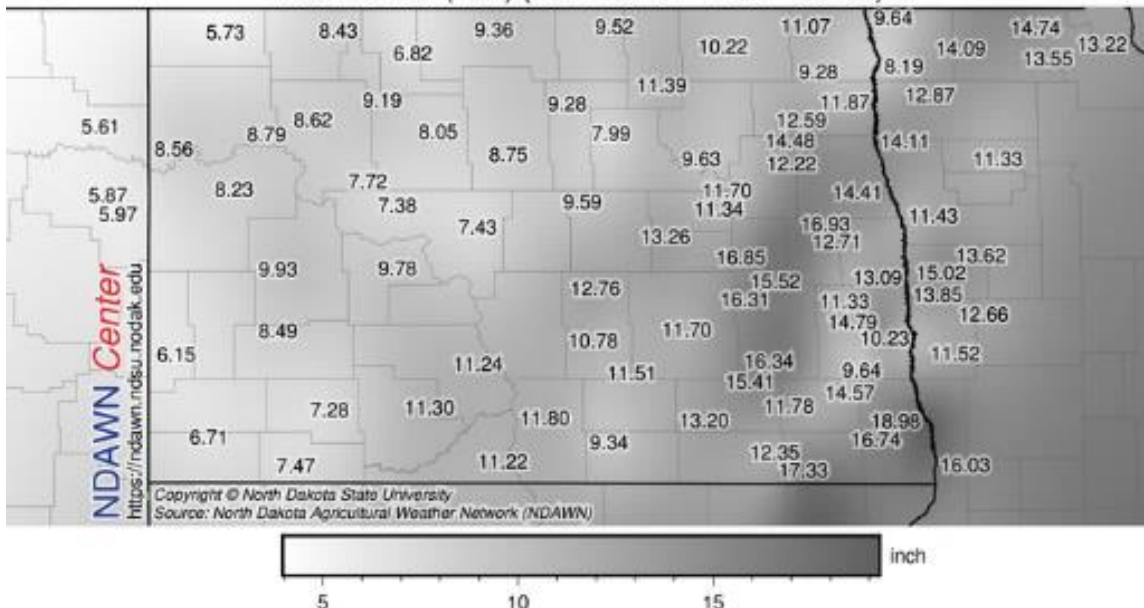 9.64
5.73 8.43 9.36 9.52 11.07 14.74
6.82 10.22 14.09 13.22
13.55
9.28 8.19
11.39
9.19 9.28 11.87 12.87
5.61 8.62 12.59
8.79 8.05 7.99 14.48 14.11
8.56 8.75 9.63 12.22 11.33
5.87 8.23 7.72 11.70 14.41
5.97 7.38 9.59 11.34 11.43
7.43 13.26 16.93
12.71
9.93 9.78 16.85 13.62
15.52 13.09 15.02
12.76 16.31 11.33 13.85
8.49 11.70 14.79 12.66
6.15 10.78 10.23 11.52
11.24 11.51 16.34 9.64
15.41 14.57
7.28 11.30 11.80 13.20 11.78 18.98
6.71 9.34 16.74
7.47 11.22 12.35 16.03
17.33
NDAWN Center
https://ndawn.ndsu.nodak.edu
Copyright © North Dakota State University
Source: North Dakota Agricultural Weather Network (NDAWN)
inch
5 10 15